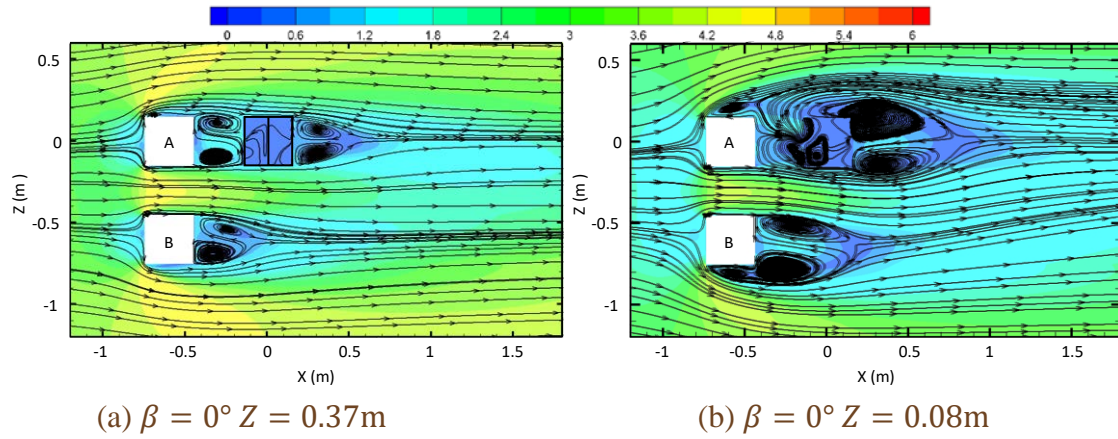 0 0.6 1.2 1.8 2.4 3 3.6 4.2 4.8 5.4 6
0.5
0
-0.5
-1
Z (m )
A
B
-1 -0.5 0 0.5 1 1.5
X (m)
(a) β = 0° Z = 0.37m
0.5
0
-0.5
-1
Z (m )
A
B
-1 -0.5 0 0.5 1 1.5
X (m)
(b) β = 0° Z = 0.08m